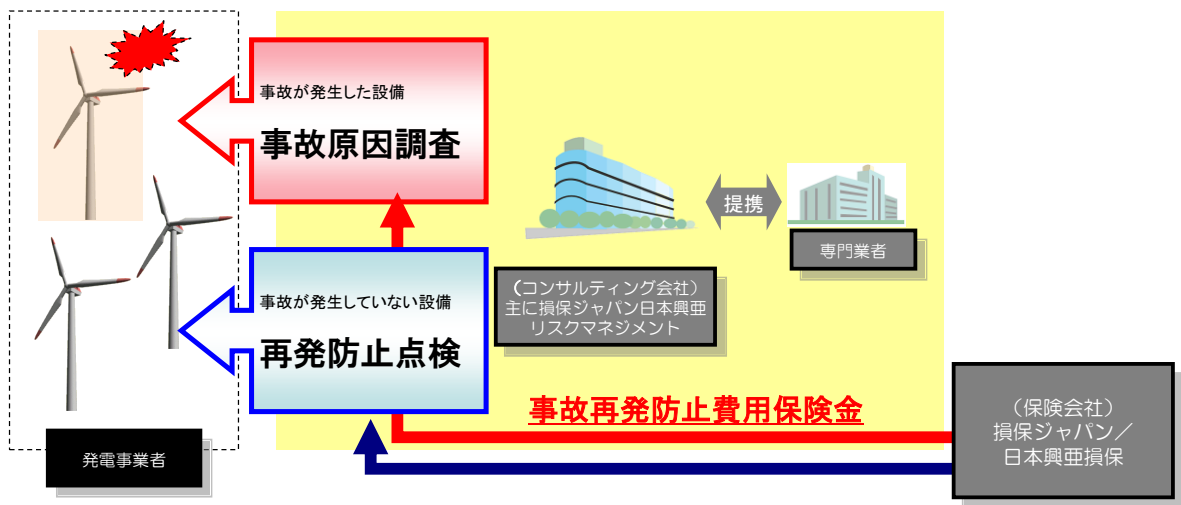 事故が発生した設備
事故原因調査
提携
専門業者
(コンサルティング会社)
主に損保ジャパン日本興亜
リスクマネジメント
事故が発生していない設備
再発防止点検
事故再発防止費用保険金
(保険会社)
損保ジャパン/
日本興亜損保
発電事業者